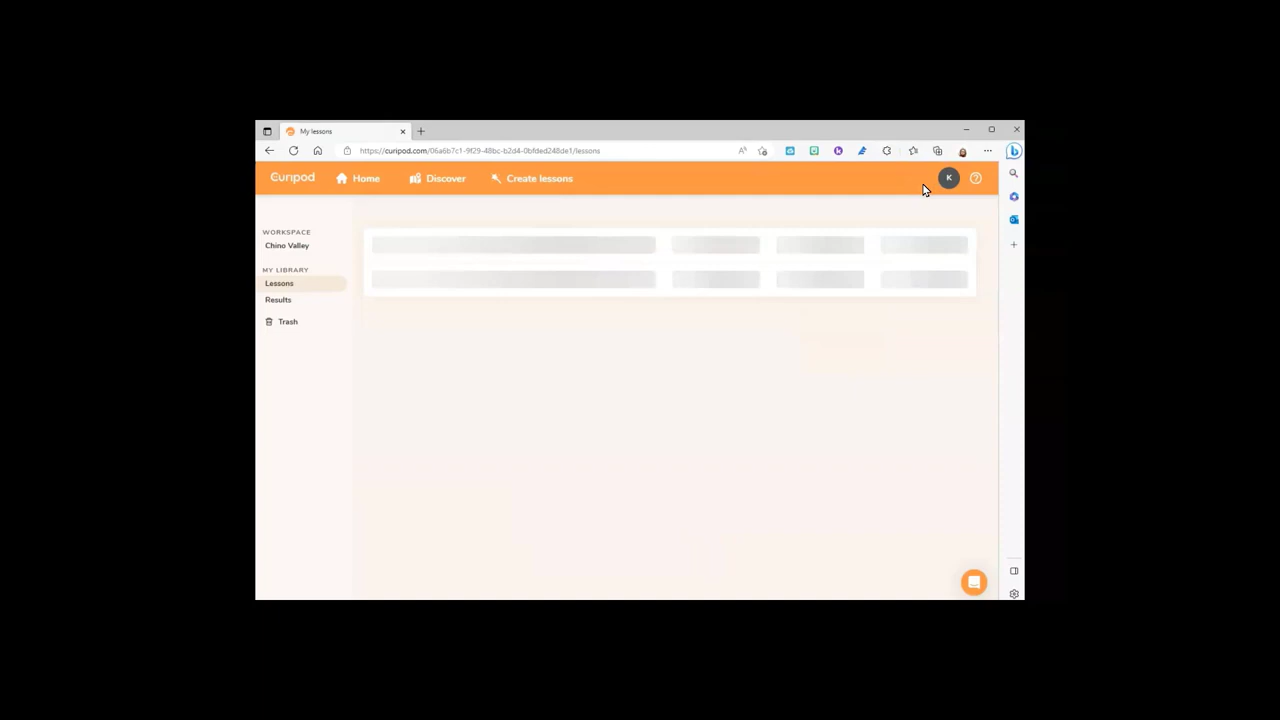 My lessons
https://curipod.com/06a6b7c1-9f29-48bc-b2d4-0bfded248de1/lessons
Curipod
Home
Discover
Create lessons
K
WORKSPACE
Chino Valley
MY LIBRARY
Lessons
Results
Trash